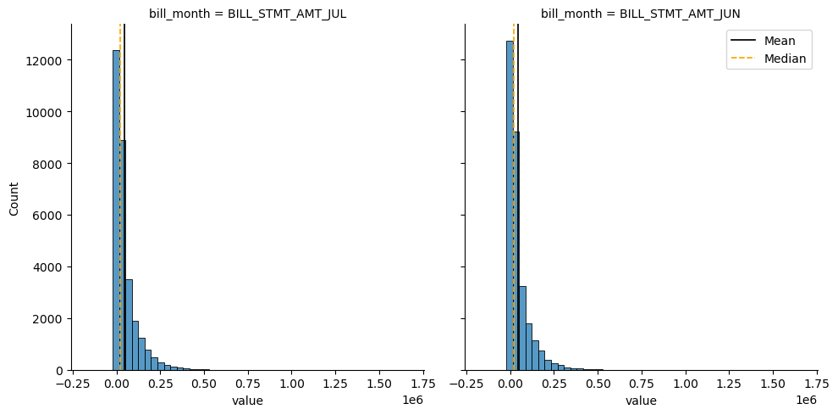 bill_month = BILL_STMT_AMT_JUL
bill_month = BILL_STMT_AMT_JUN
Mean
Median
12000
10000
8000
6000
4000
2000
0
Count
−0.25 0.00 0.25 0.50 0.75 1.00 1.25 1.50 1.75
1e6
value
−0.25 0.00 0.25 0.50 0.75 1.00 1.25 1.50 1.75
1e6
value